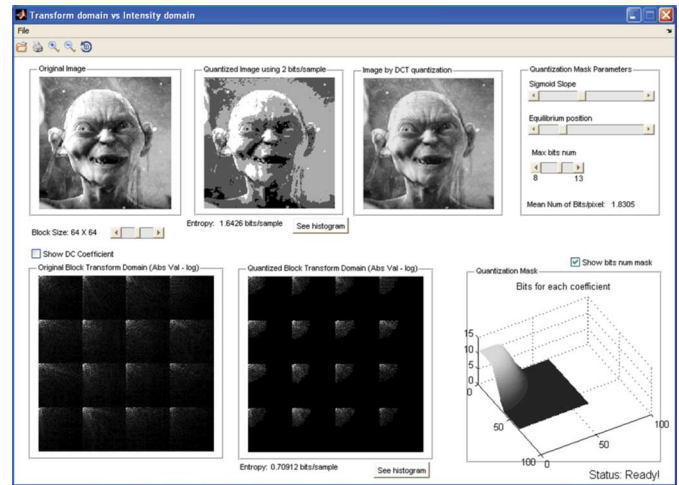 Transform domain vs Intensity domain
File
Original Image
Quantized Image using 2 bits/sample
Image by DCT quantization
Quantization Mask Parameters
Sigmoid Slope
Equilibrium position
Max bits num
8 13
Mean Num of Bits/pixel: 1.8305
Block Size: 64 X 64
Entropy: 1.6426 bits/sample
See histogram
Show DC Coefficient
Show bits num mask
Original Block Transform Domain (Abs Val - log)
Quantized Block Transform Domain (Abs Val - log)
Quantization Mask
Bits for each coefficient
15
10
5
0
0
50
100
0
50
100
Entropy: 0.70912 bits/sample
See histogram
Status: Ready!